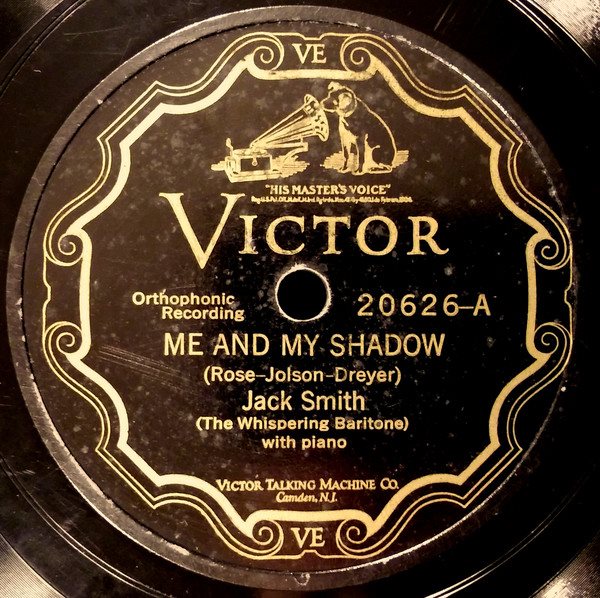 VE
"HIS MASTER'S VOICE"
VICTOR
Orthophonic
Recording
20626-A
ME AND MY SHADOW
(Rose-Jolson-Dreyer)
Jack Smith
(The Whispering Baritone)
with piano
VICTOR TALKING MACHINE CO.
Camden, N.J.
VE